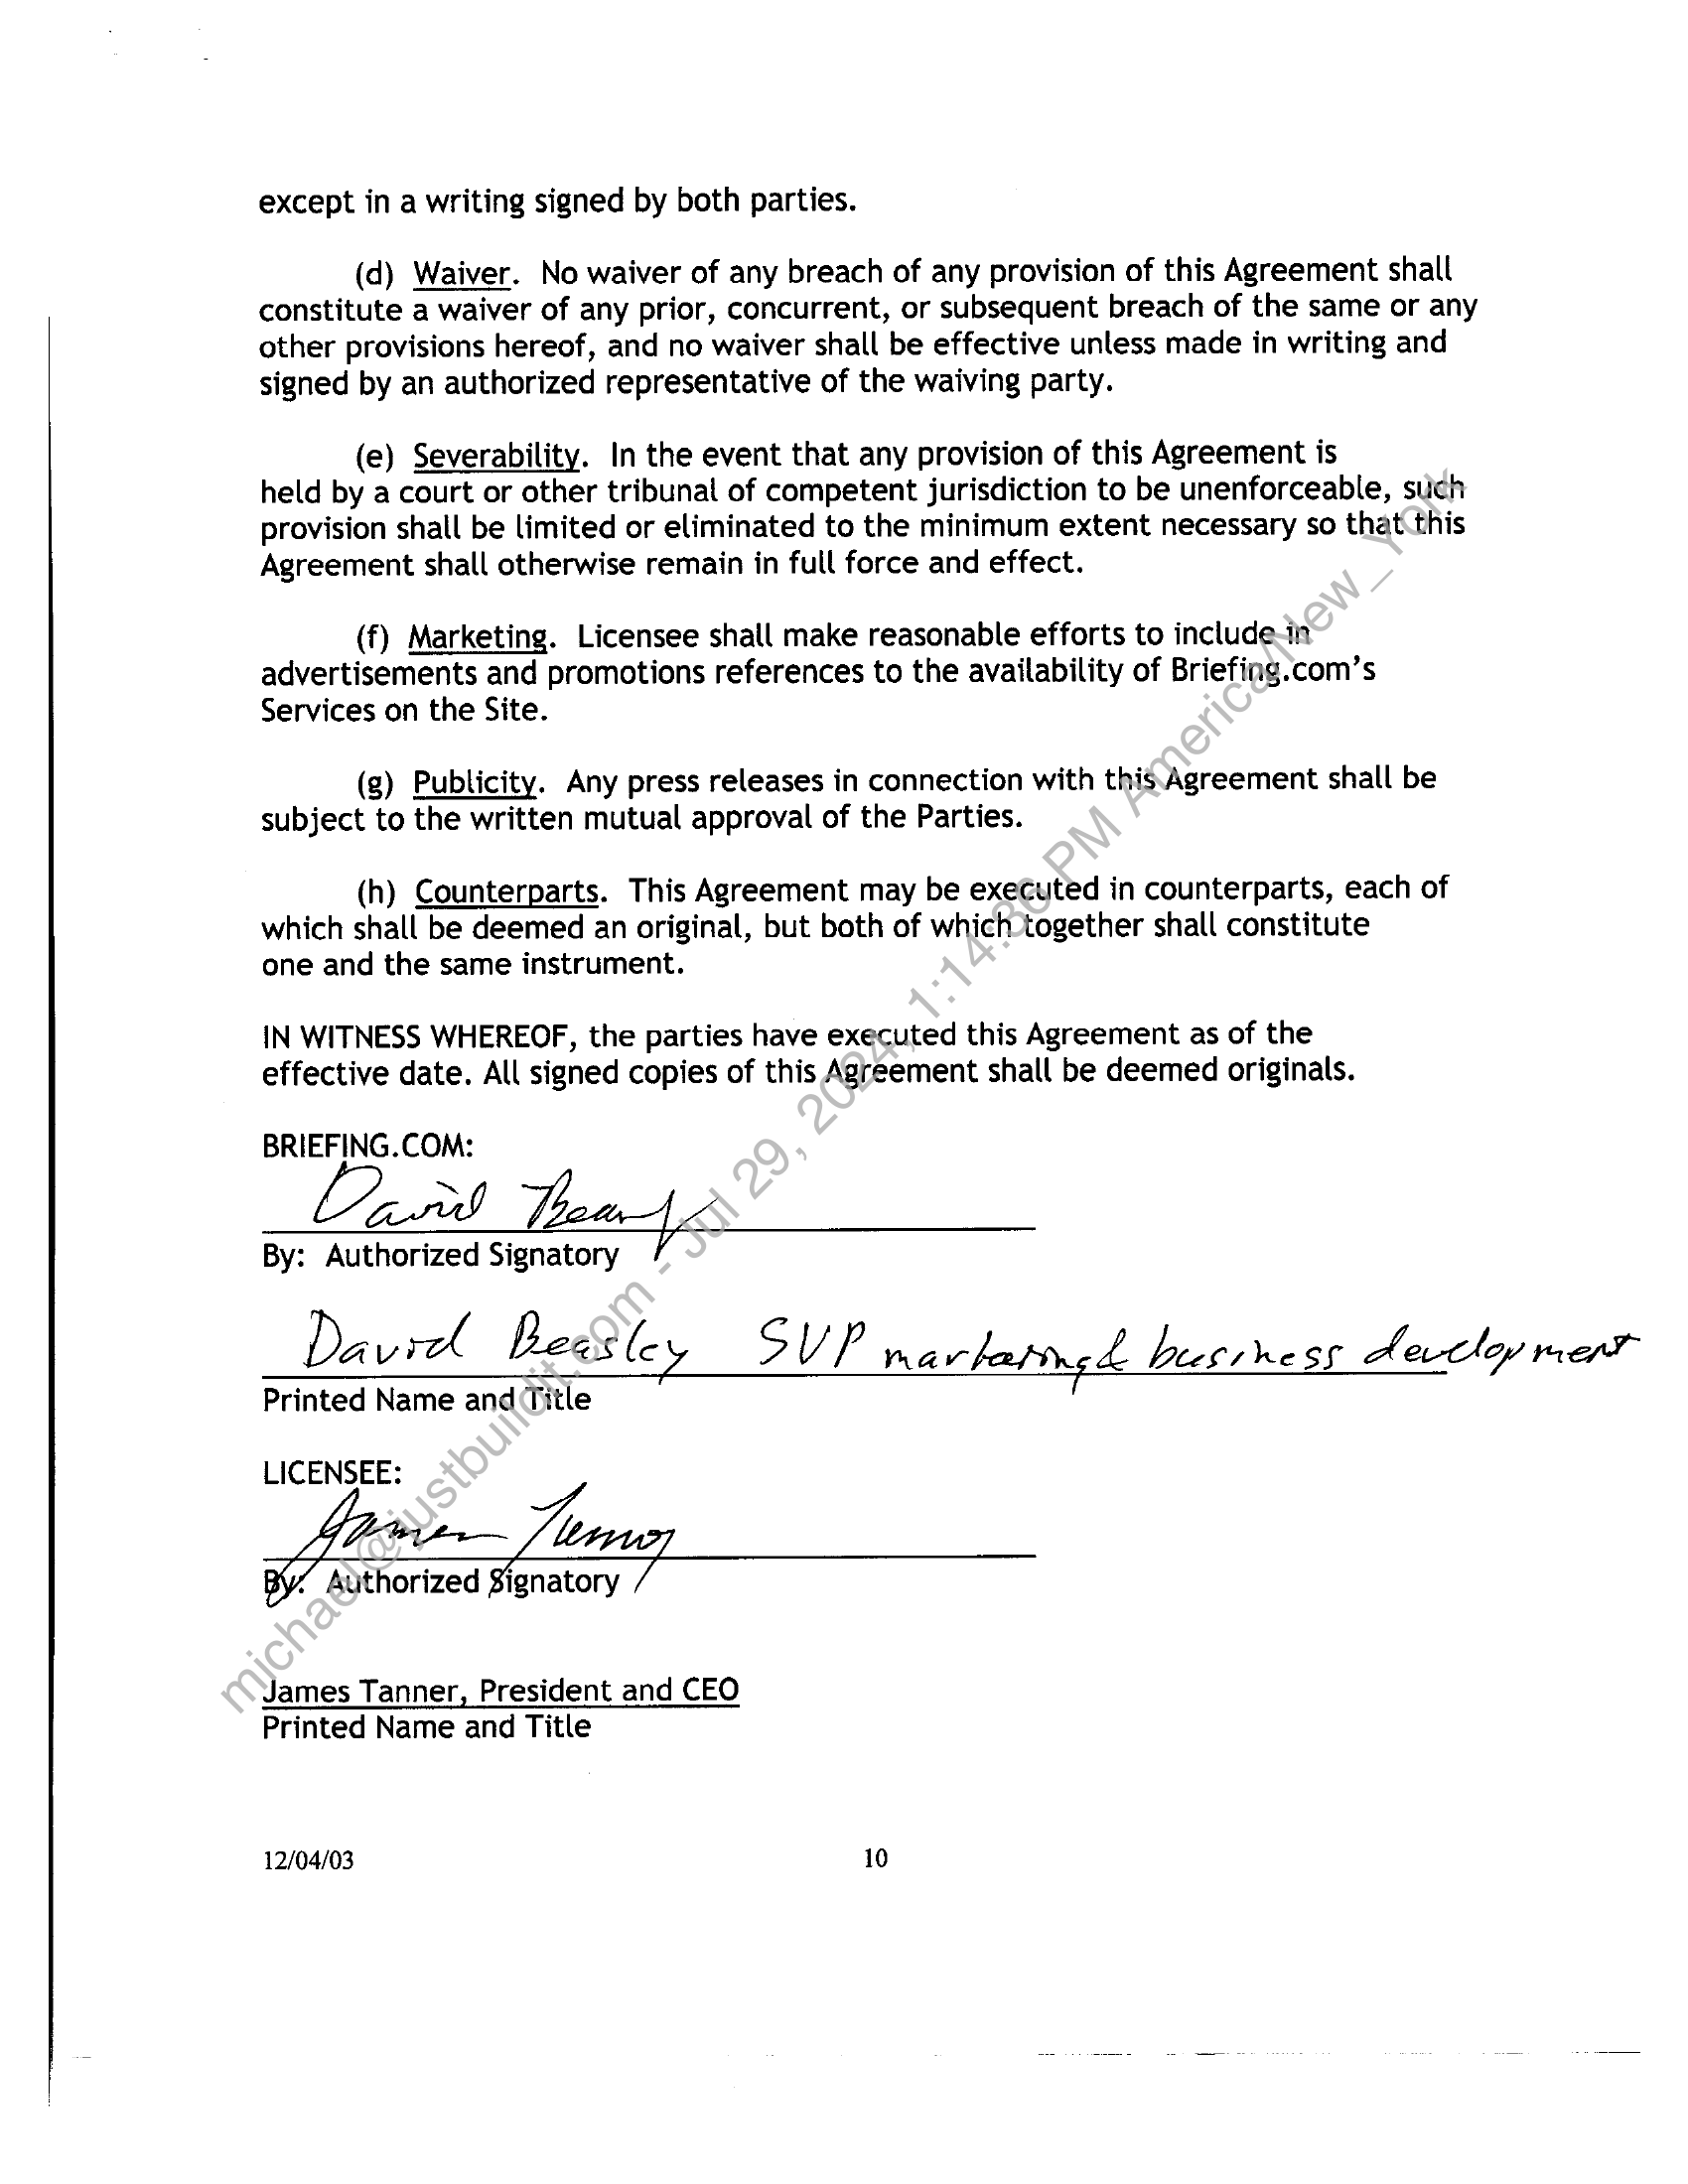 except in a writing signed by both parties.
(d) Waiver. No waiver of any breach of any provision of this Agreement shall
constitute a waiver of any prior, concurrent, or subsequent breach of the same or any
other provisions hereof, and no waiver shall be effective unless made in writing and
signed by an authorized representative of the waiving party.
(e) Severability. In the event that any provision of this Agreement is
held by a court or other tribunal of competent jurisdiction to be unenforceable, such
provision shall be limited or eliminated to the minimum extent necessary so that this
Agreement shall otherwise remain in full force and effect.
(f) Marketing. Licensee shall make reasonable efforts to include in
advertisements and promotions references to the availability of Briefing.com's
Services on the Site.
(g) Publicity. Any press releases in connection with this Agreement shall be
subject to the written mutual approval of the Parties.
(h) Counterparts. This Agreement may be executed in counterparts, each of
which shall be deemed an original, but both of which together shall constitute
one and the same instrument.
IN WITNESS WHEREOF, the parties have executed this Agreement as of the
effective date. All signed copies of this Agreement shall be deemed originals.
BRIEFING.COM:
David
By: Authorized Signatory
David Beasley SVP marketing & business development
Printed Name and Title
LICENSEE:
By: Authorized Signatory
James Tanner, President and CEO
Printed Name and Title
12/04/03 10
michael@justbuildit.com - Jul 29, 2024, 1:14:36 PM America/New_York